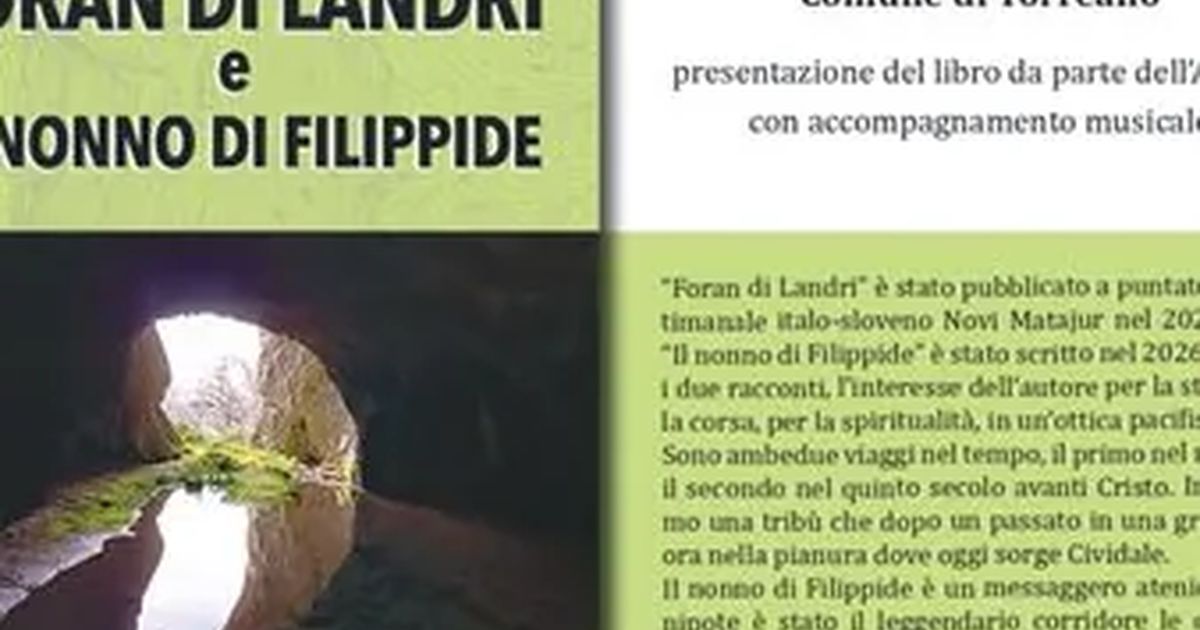 DI LANDRI
e
NONNO DI FILIPPIDE
Comune di Torreano
presentazione del libro da parte
con accompagnamento
"Foran di Landri" è stato pubblicato a
timanale italo-sloveno Novi Matajur nel
"Il nonno di Filippide" è stato scritto nel 2026
i due racconti, l'interesse dell'autore per la
la corsa, per la spiritualità, in un'ottica
Sono ambedue viaggi nel tempo, il primo nel
il secondo nel quinto secolo avanti Cristo.
mo una tribù che dopo un passato in una
ora nella pianura dove oggi sorge Cividale.
Il nonno di Filippide è un messaggero
nipote è stato il leggendario corridore le